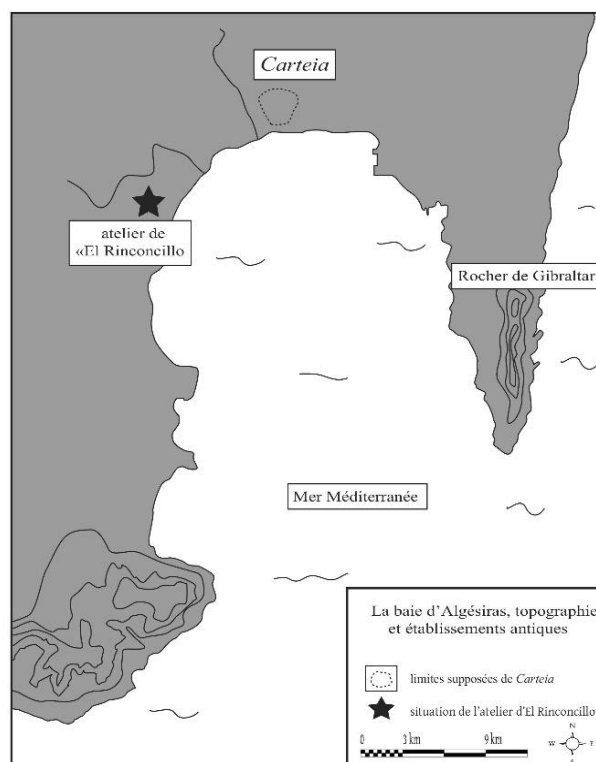 Carteia
atelier de
«El Rinconcillo
Rocher de Gibraltar
Mer Méditerranée
La baie d'Algésiras, topographie
et établissements antiques
limites supposées de Carteia
situation de l'atelier d'El Rinconcillo
0 3 km 9 km
N
W E
S